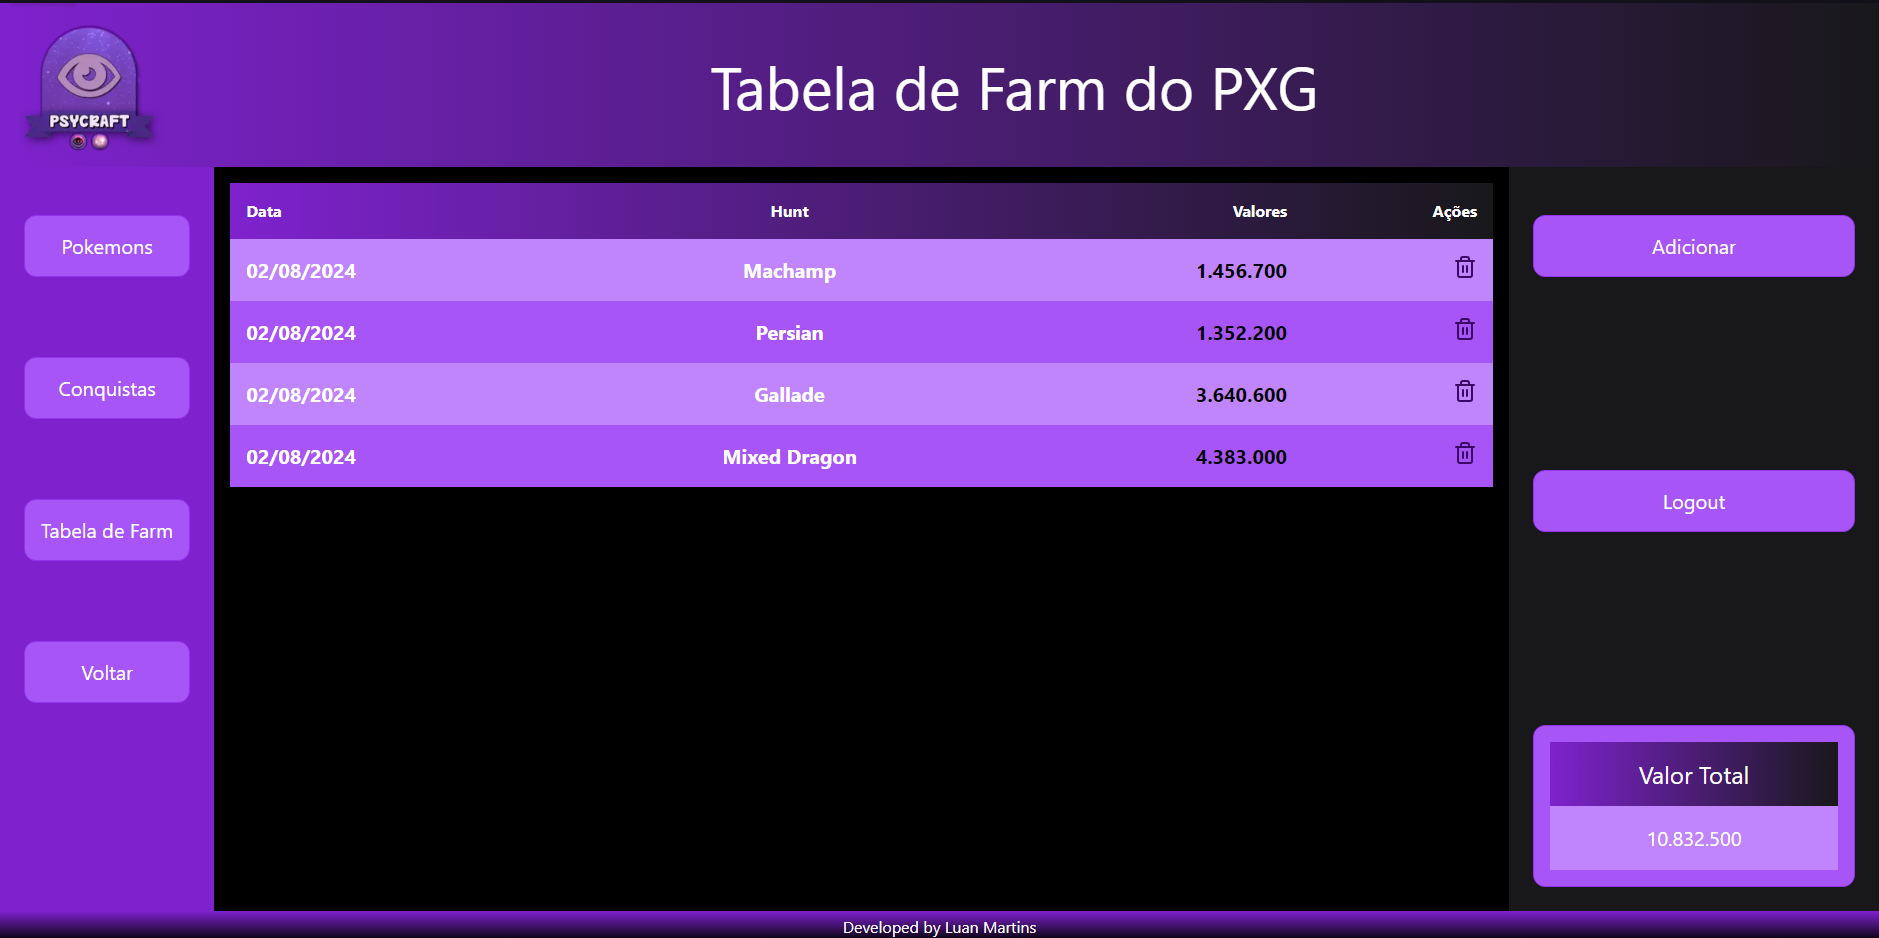 PSYCRAFT
Tabela de Farm do PXG
Pokemons
Conquistas
Tabela de Farm
Voltar
Data Hunt Valores Ações
02/08/2024 Machamp 1.456.700
02/08/2024 Persian 1.352.200
02/08/2024 Gallade 3.640.600
02/08/2024 Mixed Dragon 4.383.000
Adicionar
Logout
Valor Total
10.832.500
Developed by Luan Martins